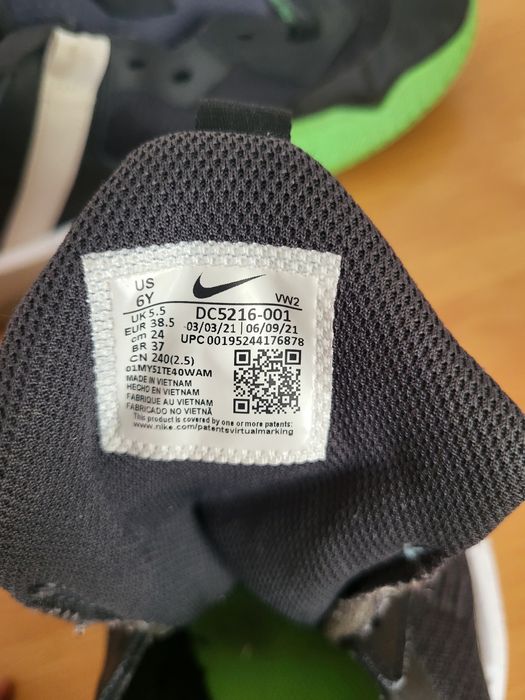 US
6Y
VW2
UK 5.5
EUR 38.5
cm 24
BR 37
CN 240(2.5)
DC5216-001
03/03/21 | 06/09/21
UPC 00195244176878
01MY51TE40WAM
MADE IN VIETNAM
HECHO EN VIETNAM
FABRIQUE AU VIETNAM
FABRICADO NO VIETNÃ
This product is covered by one or more patents:
www.nike.com/patentsvirtualmarking